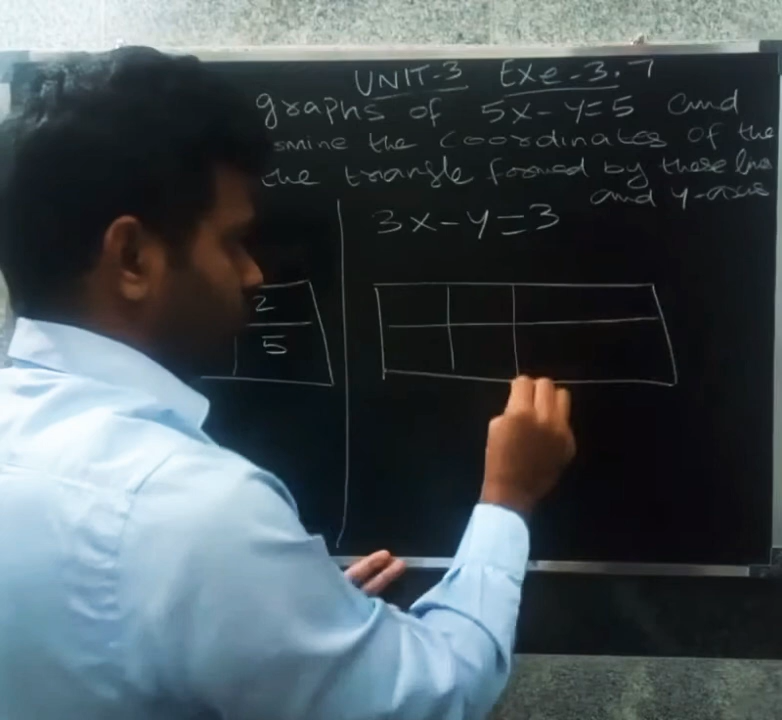 UNIT-3 Exe-3.7
graphs of 5x-y=5 and
smine the coordinates of the
the triangle formed by these lines
and y-axis
3x-y=3
2
5